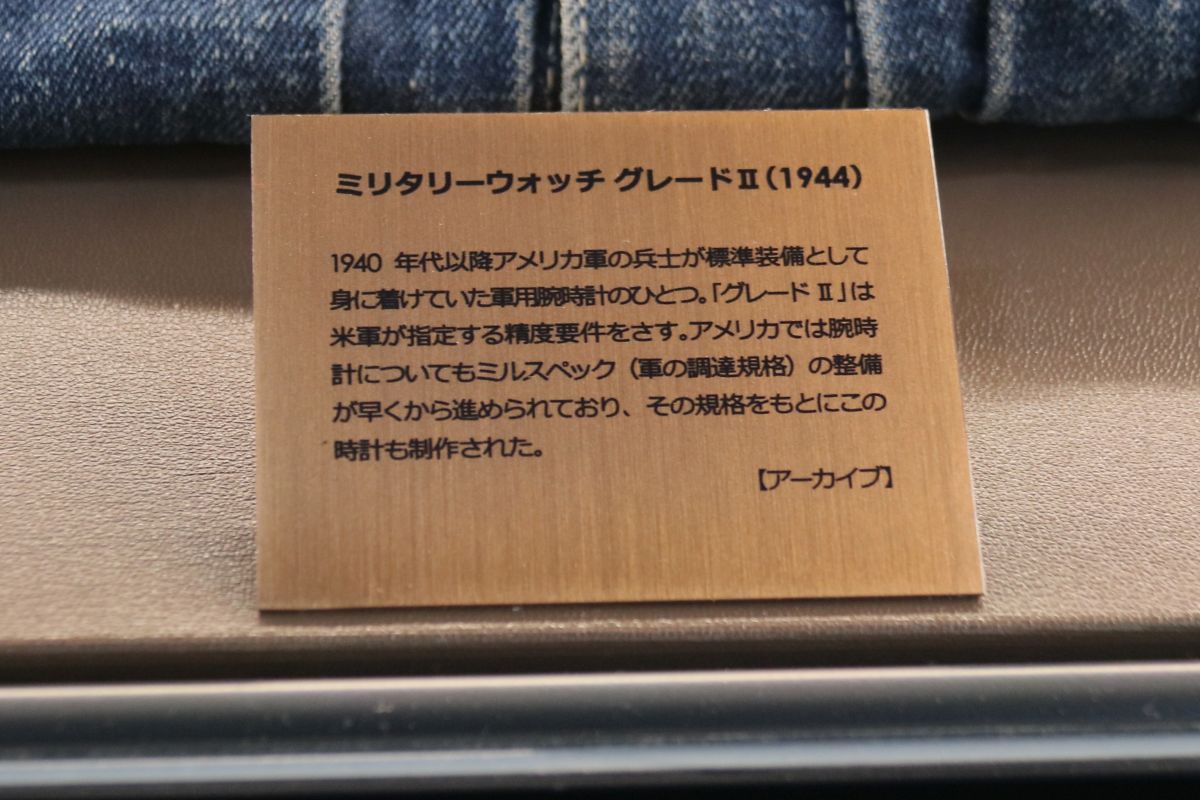 ミリタリーウォッチ グレードⅡ(1944)
1940 年代以降アメリカ軍の兵士が標準装備として
身に着けていた軍用腕時計のひとつ。「グレード Ⅱ」は
米軍が指定する精度要件をさす。アメリカでは腕時
計についてもミルスペック（軍の調達規格）の整備
が早くから進められており、その規格をもとにこの
時計も制作された。
【アーカイブ】